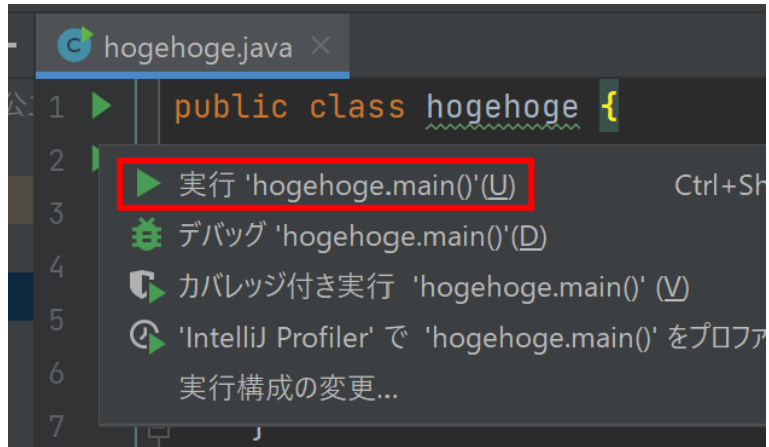 hogehoge.java
1 public class hogehoge {
2
実行 'hogehoge.main()'(U) Ctrl+Sh
3
デバッグ 'hogehoge.main()'(D)
4
カバレッジ付き実行 'hogehoge.main()' (V)
5
'IntelliJ Profiler' で 'hogehoge.main()' をプロファ
6
実行構成の変更...
7